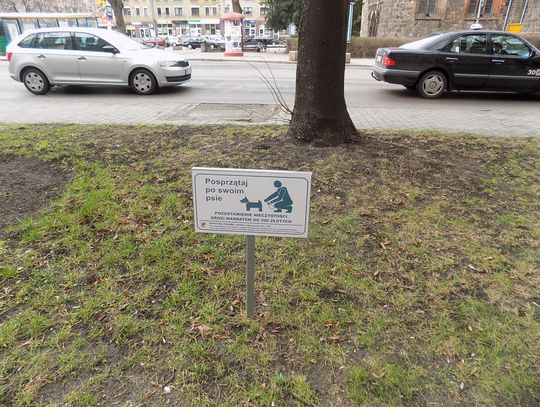 Posprzątaj
po swoim
psie
POZOSTAWIENIE NIECZYSTOŚCI
GROZI MANDATEM DO 500 ZŁOTYCH